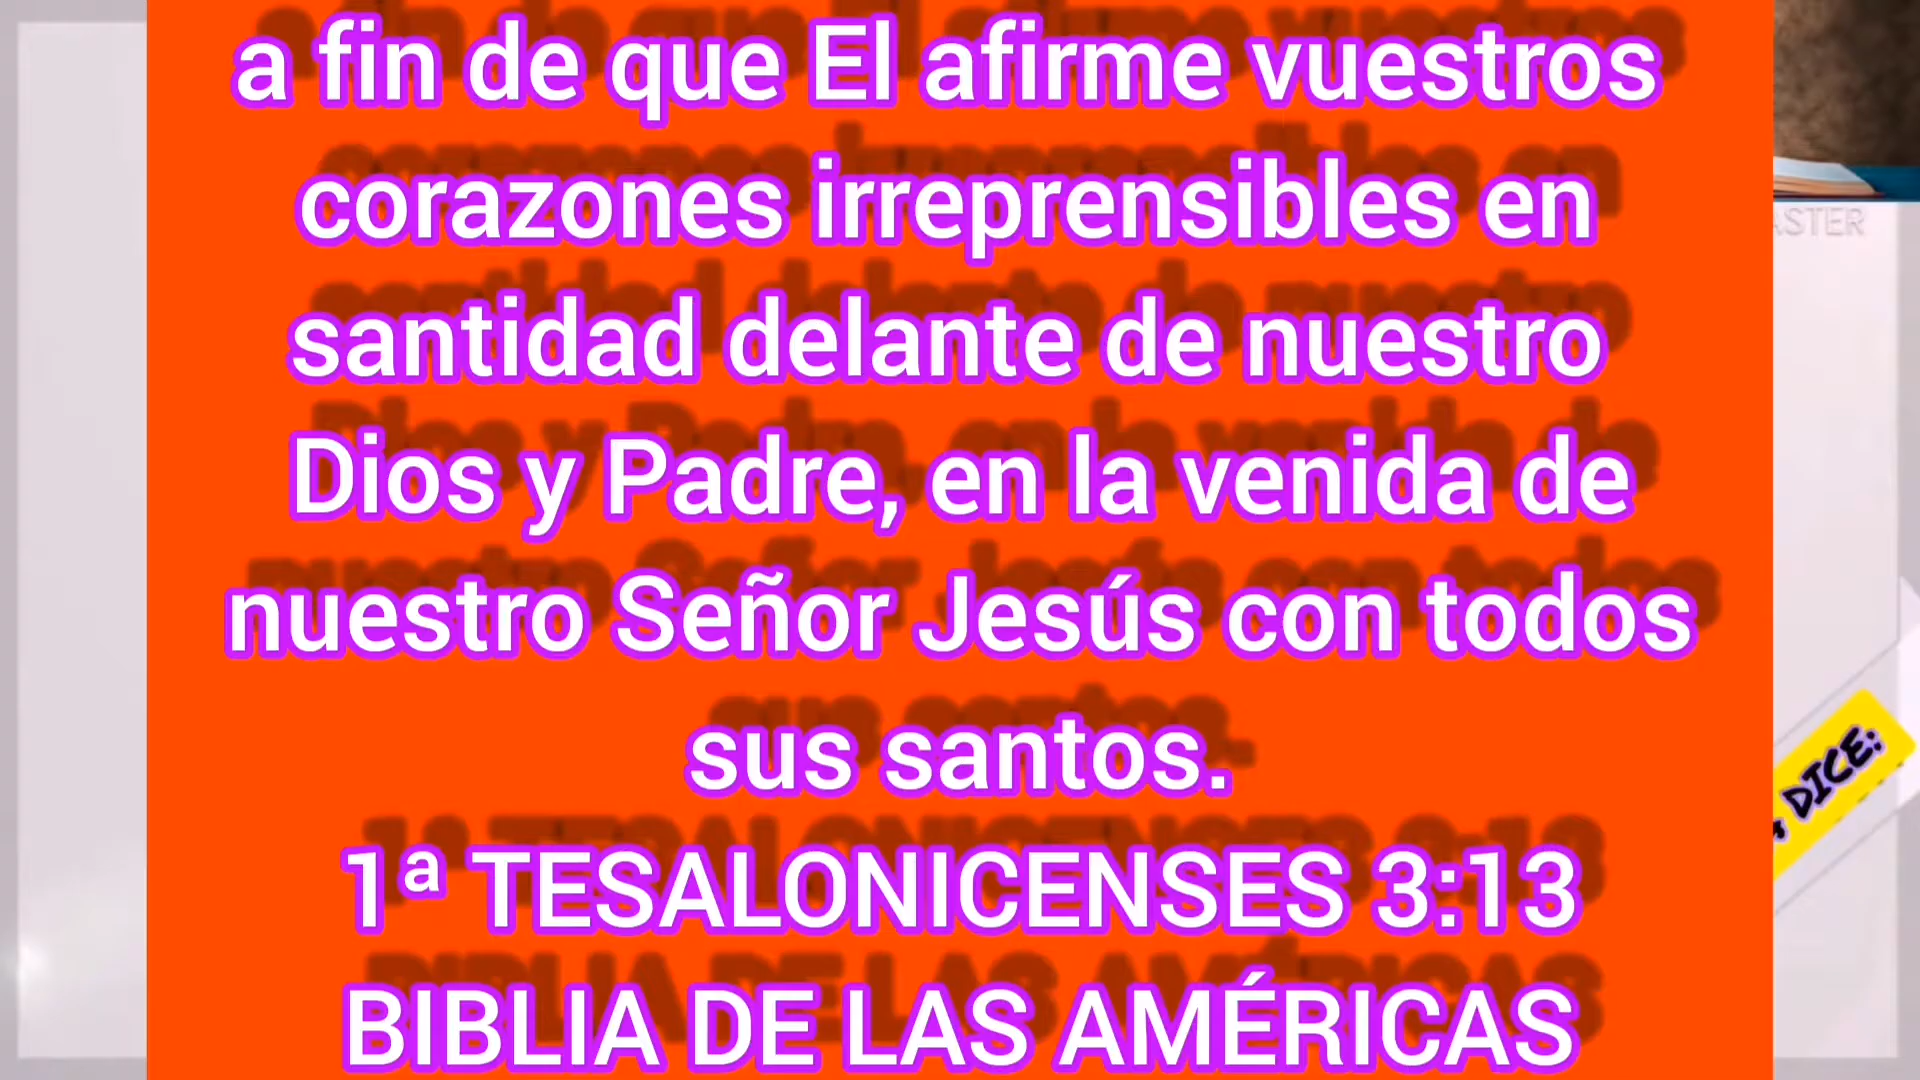 a fin de que El afirme vuestros
corazones irreprensibles en
santidad delante de nuestro
Dios y Padre, en la venida de
nuestro Señor Jesús con todos
sus santos.
1ª TESALONICENSES 3:13
BIBLIA DE LAS AMÉRICAS
DICE: